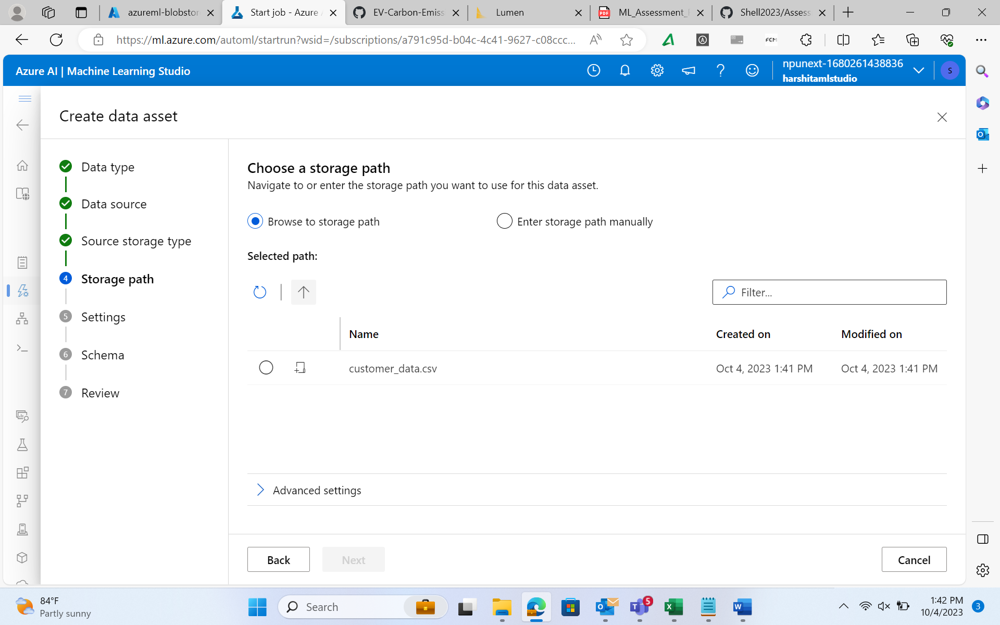 azureml-blobstor
Start job - Azure
EV-Carbon-Emiss
Lumen
ML_Assessment_
Shell2023/Assess
https://ml.azure.com/automl/startrun?wsid=/subscriptions/a791c95d-b04c-4c41-9627-c08ccc...
FCM
Azure AI | Machine Learning Studio
npunext-1680261438836
harshitamlstudio
S
Create data asset
Data type
Data source
Source storage type
4 Storage path
5 Settings
6 Schema
7 Review
Choose a storage path
Navigate to or enter the storage path you want to use for this data asset.
Browse to storage path
Enter storage path manually
Selected path:
Filter...
Name Created on Modified on
customer_data.csv Oct 4, 2023 1:41 PM Oct 4, 2023 1:41 PM
Advanced settings
Back
Next
Cancel
84°F
Partly sunny
Search
5
1:42 PM
10/4/2023
3